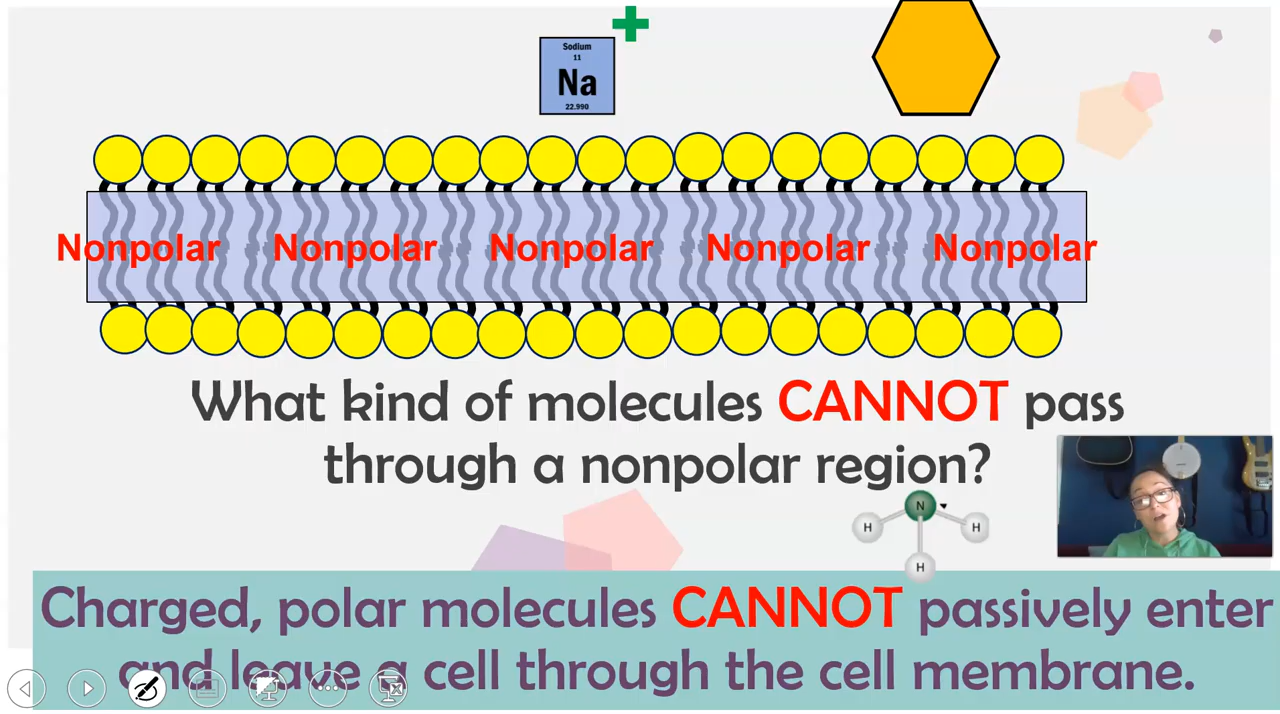 Sodium
11
Na
22.990
Nonpolar Nonpolar Nonpolar Nonpolar Nonpolar
What kind of molecules CANNOT pass
through a nonpolar region?
N
H H
H
Charged, polar molecules CANNOT passively enter
and leave a cell through the cell membrane.